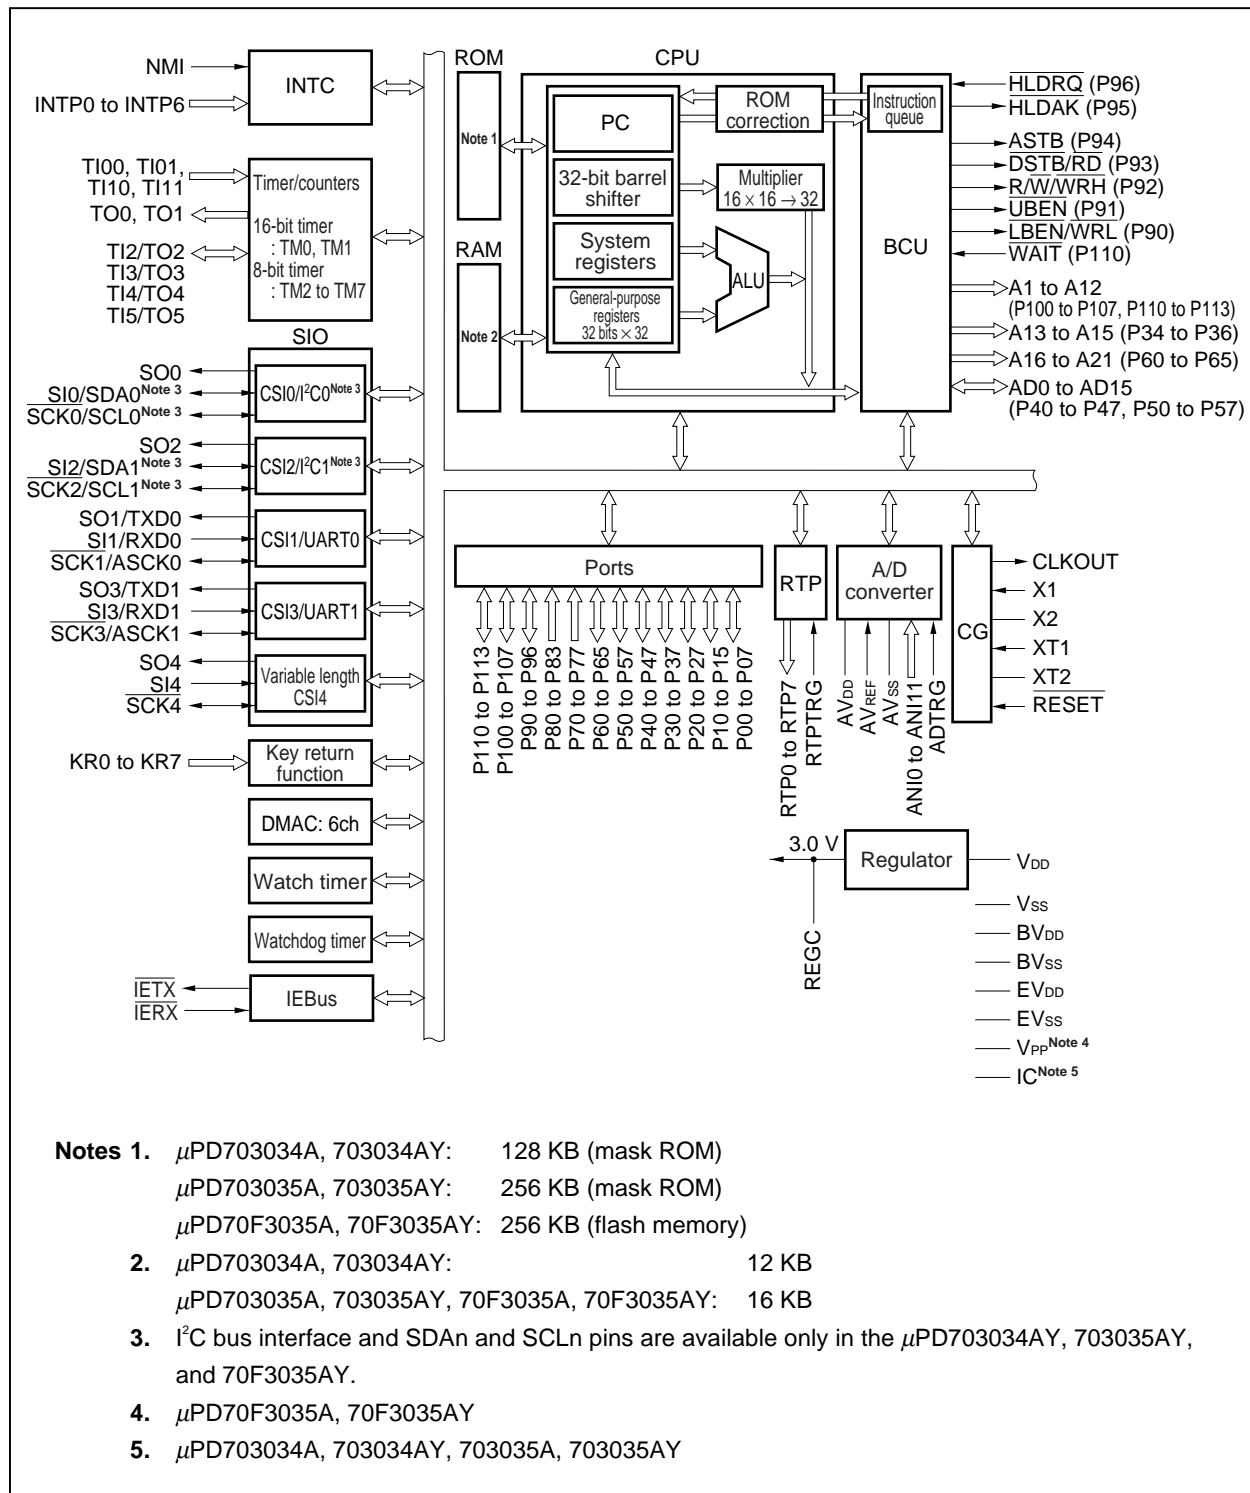 NMI
INTP0 to INTP6
INTC
TI00, TI01,
TI10, TI11
TO0, TO1
TI2/TO2
TI3/TO3
TI4/TO4
TI5/TO5
Timer/counters
16-bit timer
: TM0, TM1
8-bit timer
: TM2 to TM7
SIO
SO0
SI0/SDA0Note 3
SCK0/SCL0Note 3
CSI0/I²C0Note 3
SO2
SI2/SDA1Note 3
SCK2/SCL1Note 3
CSI2/I²C1Note 3
SO1/TXD0
SI1/RXD0
SCK1/ASCK0
CSI1/UART0
SO3/TXD1
SI3/RXD1
SCK3/ASCK1
CSI3/UART1
SO4
SI4
SCK4
Variable length
CSI4
KR0 to KR7
Key return
function
DMAC: 6ch
Watch timer
Watchdog timer
IETX
IERX
IEBus
ROM
Note 1
RAM
Note 2
CPU
PC
32-bit barrel
shifter
System
registers
General-purpose
registers
32 bits × 32
ROM
correction
Multiplier
16 × 16 → 32
ALU
Instruction
queue
BCU
HLDRQ (P96)
HLDAK (P95)
ASTB (P94)
DSTB/RD (P93)
R/W/WRH (P92)
UBEN (P91)
LBEN/WRL (P90)
WAIT (P110)
A1 to A12
(P100 to P107, P110 to P113)
A13 to A15 (P34 to P36)
A16 to A21 (P60 to P65)
AD0 to AD15
(P40 to P47, P50 to P57)
Ports
P110 to P113
P100 to P107
P90 to P96
P80 to P83
P70 to P77
P60 to P65
P50 to P57
P40 to P47
P30 to P37
P20 to P27
P10 to P15
P00 to P07
RTP
RTP0 to RTP7
RTPTRG
A/D
converter
AVDD
AVREF
AVSS
ANI0 to ANI11
ADTRG
CG
CLKOUT
X1
X2
XT1
XT2
RESET
3.0 V
Regulator
REGC
VDD
VSS
BVDD
BVSS
EVDD
EVSS
VPPNote 4
ICNote 5
Notes 1. μPD703034A, 703034AY: 128 KB (mask ROM)
μPD703035A, 703035AY: 256 KB (mask ROM)
μPD70F3035A, 70F3035AY: 256 KB (flash memory)
2. μPD703034A, 703034AY: 12 KB
μPD703035A, 703035AY, 70F3035A, 70F3035AY: 16 KB
3. I²C bus interface and SDAn and SCLn pins are available only in the μPD703034AY, 703035AY,
and 70F3035AY.
4. μPD70F3035A, 70F3035AY
5. μPD703034A, 703034AY, 703035A, 703035AY